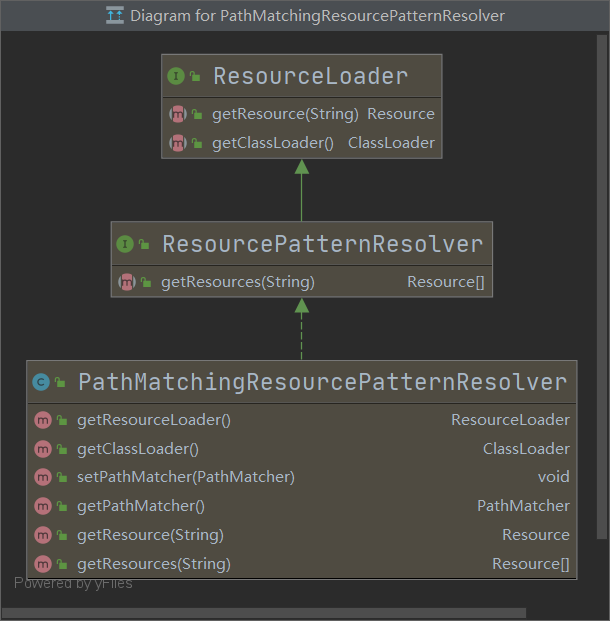 Diagram for PathMatchingResourcePatternResolver
I ResourceLoader
m getResource(String) Resource
m getClassLoader() ClassLoader
I ResourcePatternResolver
m getResources(String) Resource[]
C PathMatchingResourcePatternResolver
m getResourceLoader() ResourceLoader
m getClassLoader() ClassLoader
m setPathMatcher(PathMatcher) void
m getPathMatcher() PathMatcher
m getResource(String) Resource
m getResources(String) Resource[]
Powered by yFiles